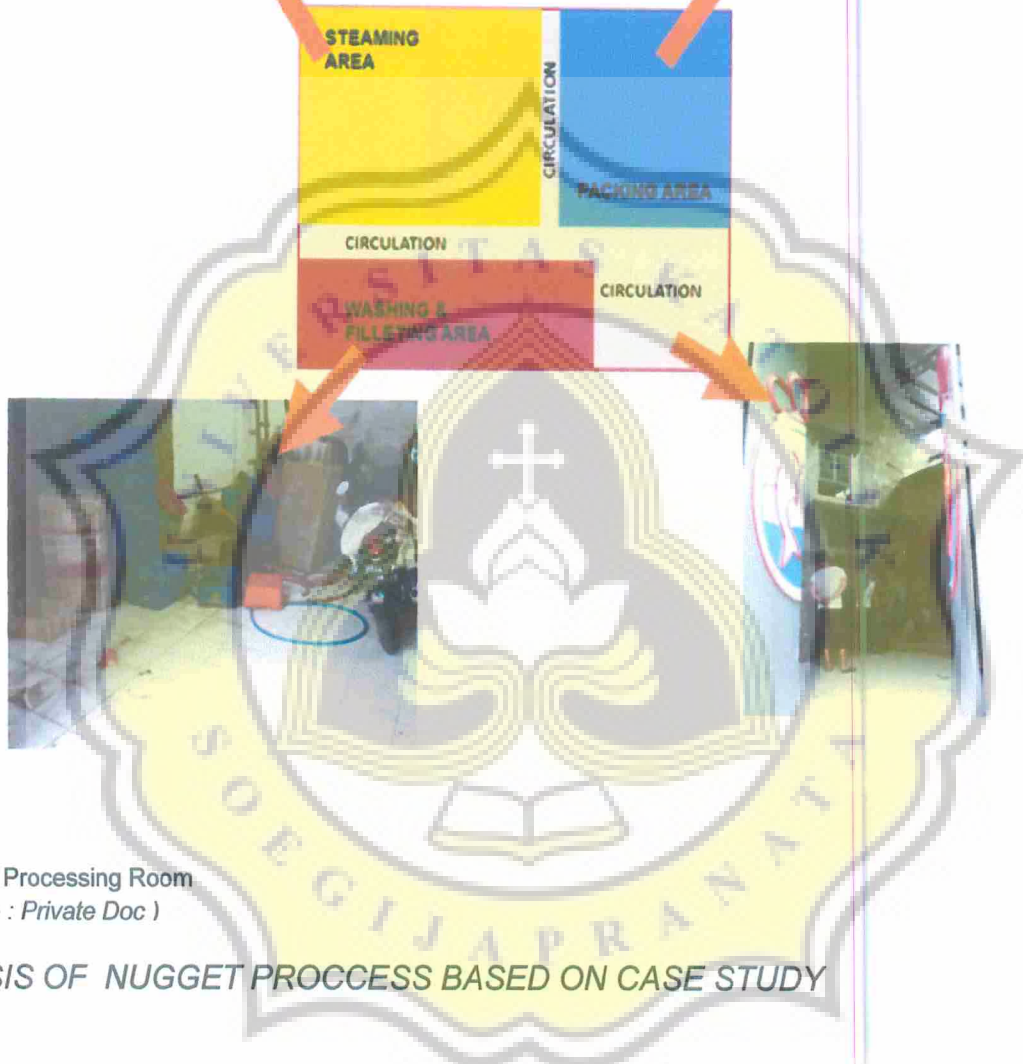 STEAMING
AREA
CIRCULATION
PACKING AREA
CIRCULATION
CIRCULATION
WASHING &
FILLETING AREA
Processing Room
: Private Doc )
SIS OF NUGGET PROCCESS BASED ON CASE STUDY
SOEGIJAPRANATA